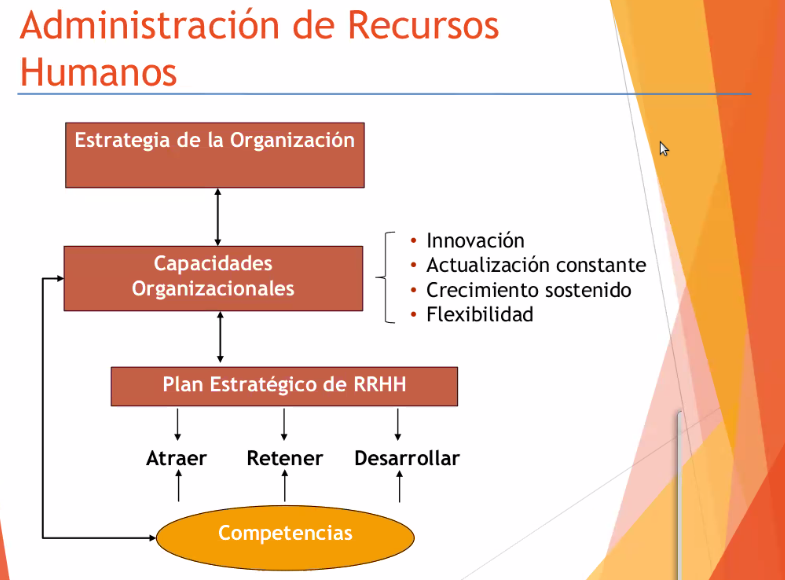 Administración de Recursos
Humanos
Estrategia de la Organización
Capacidades
Organizacionales
• Innovación
• Actualización constante
• Crecimiento sostenido
• Flexibilidad
Plan Estratégico de RRHH
Atraer Retener Desarrollar
Competencias